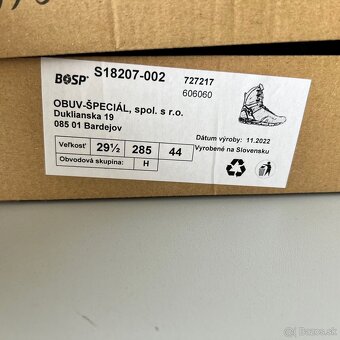 BOSP S18207-002 727217
606060
OBUV-ŠPECIÁL, spol. s r.o.
Duklianska 19
085 01 Bardejov
Dátum výroby: 11.2022
Veľkosť 29½ 285 44
Vyrobené na Slovensku
Obvodová skupina: H
Bazos.sk